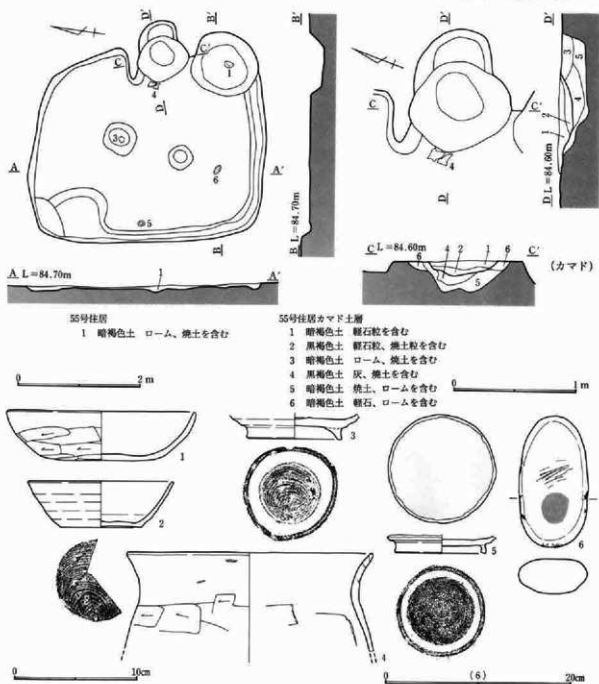 D′
B′
B′
D′
D′
C
C′
1
4
D
3
A
A′
6
5
B
B L=84.70m
C
C′
4
D
3
5
4
2
1
D L=84.60m
A L=84.70m
1
A′
C L=84.60m
C′
6
4
2
1
6
5
(カマド)
55号住居
1 暗褐色土 ローム、焼土を含む
55号住居カマド土層
1 暗褐色土 軽石粒を含む
2 黒褐色土 軽石粒、焼土粒を含む
3 暗褐色土 ローム、焼土を含む
4 黒褐色土 灰、焼土を含む
5 暗褐色土 焼土、ロームを含む
6 暗褐色土 軽石、ロームを含む
0 2 m
0 1 m
1
2
3
4
5
6
0 10cm
0 (6) 20cm